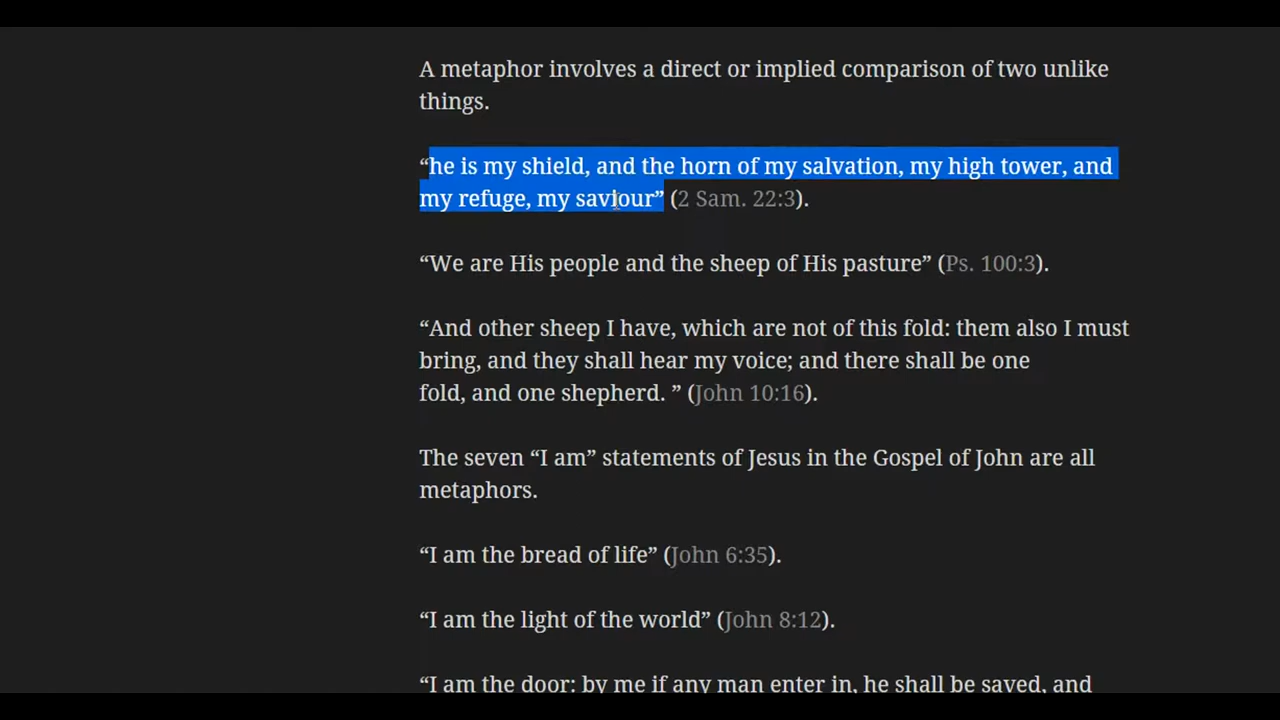 A metaphor involves a direct or implied comparison of two unlike
things.
“he is my shield, and the horn of my salvation, my high tower, and
my refuge, my saviour” (2 Sam. 22:3).
“We are His people and the sheep of His pasture” (Ps. 100:3).
“And other sheep I have, which are not of this fold: them also I must
bring, and they shall hear my voice; and there shall be one
fold, and one shepherd. ” (John 10:16).
The seven “I am” statements of Jesus in the Gospel of John are all
metaphors.
“I am the bread of life” (John 6:35).
“I am the light of the world” (John 8:12).
“I am the door: by me if any man enter in, he shall be saved, and